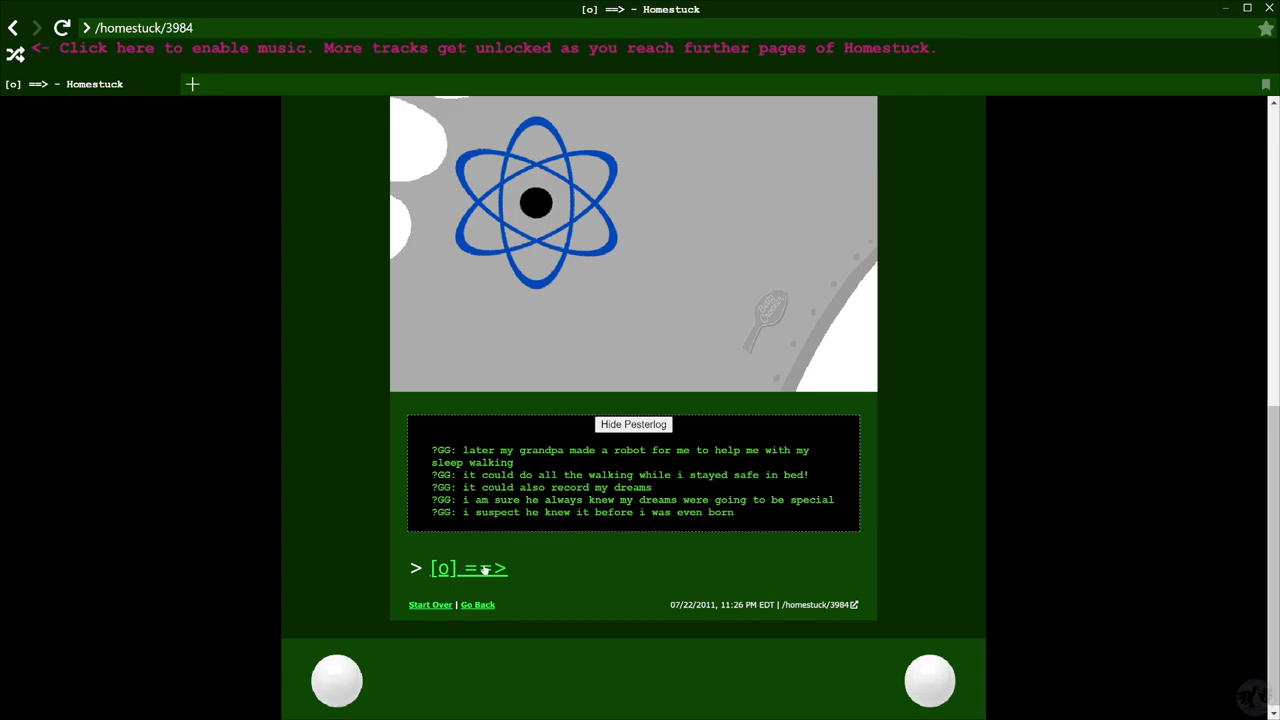 [o] ==> - Homestuck
/homestuck/3984
<- Click here to enable music. More tracks get unlocked as you reach further pages of Homestuck.
[o] ==> - Homestuck
Betty Crocker
Hide Pesterlog
?GG: later my grandpa made a robot for me to help me with my
sleep walking
?GG: it could do all the walking while i stayed safe in bed!
?GG: it could also record my dreams
?GG: i am sure he always knew my dreams were going to be special
?GG: i suspect he knew it before i was even born
> [o] ==>
Start Over | Go Back
07/22/2011, 11:26 PM EDT | /homestuck/3984